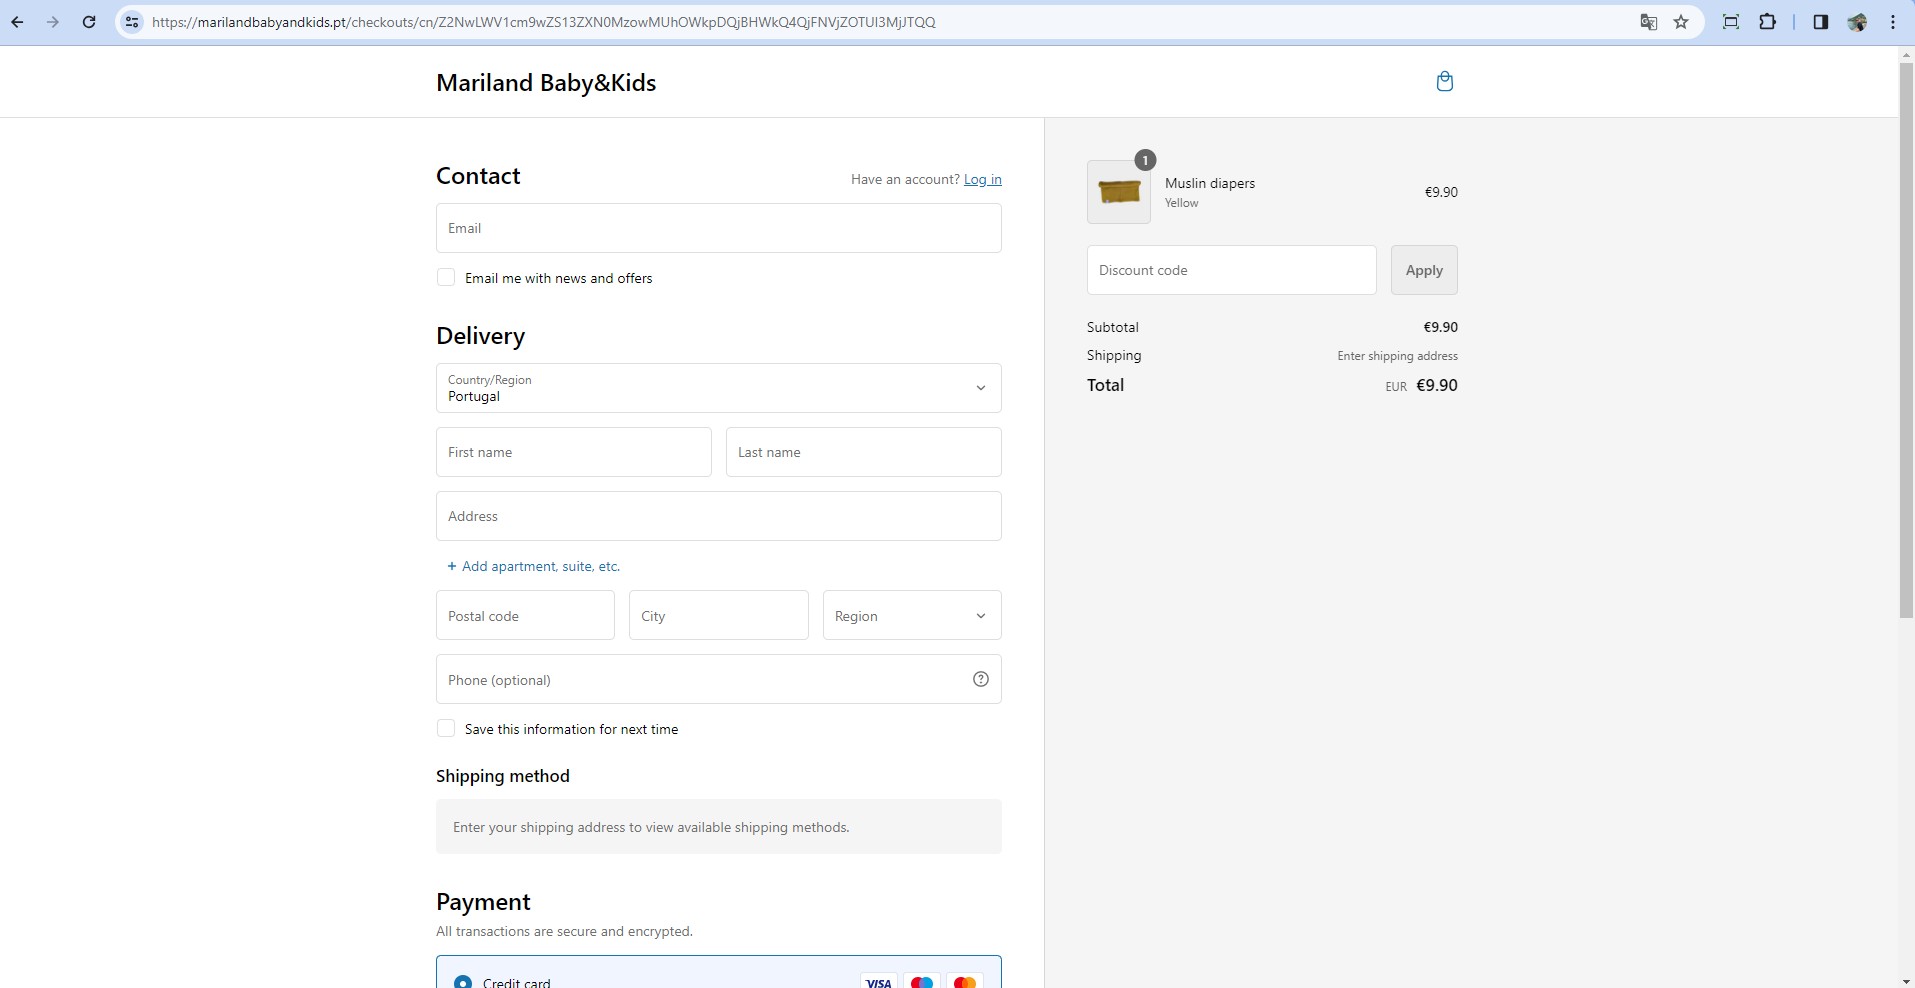 https://marilandbabyandkids.pt/checkouts/cn/Z2NwLWV1cm9wZS13ZXN0MzowMUhOWkpDQjBHWkQ4QjFNVjZOTUI3MjJTQQ
Mariland Baby&Kids
Contact
Have an account? Log in
Email
Email me with news and offers
Delivery
Country/Region
Portugal
First name
Last name
Address
+ Add apartment, suite, etc.
Postal code
City
Region
Phone (optional)
?
Save this information for next time
Shipping method
Enter your shipping address to view available shipping methods.
Payment
All transactions are secure and encrypted.
Credit card
VISA
1
Muslin diapers
Yellow
€9.90
Discount code
Apply
Subtotal €9.90
Shipping Enter shipping address
Total EUR €9.90